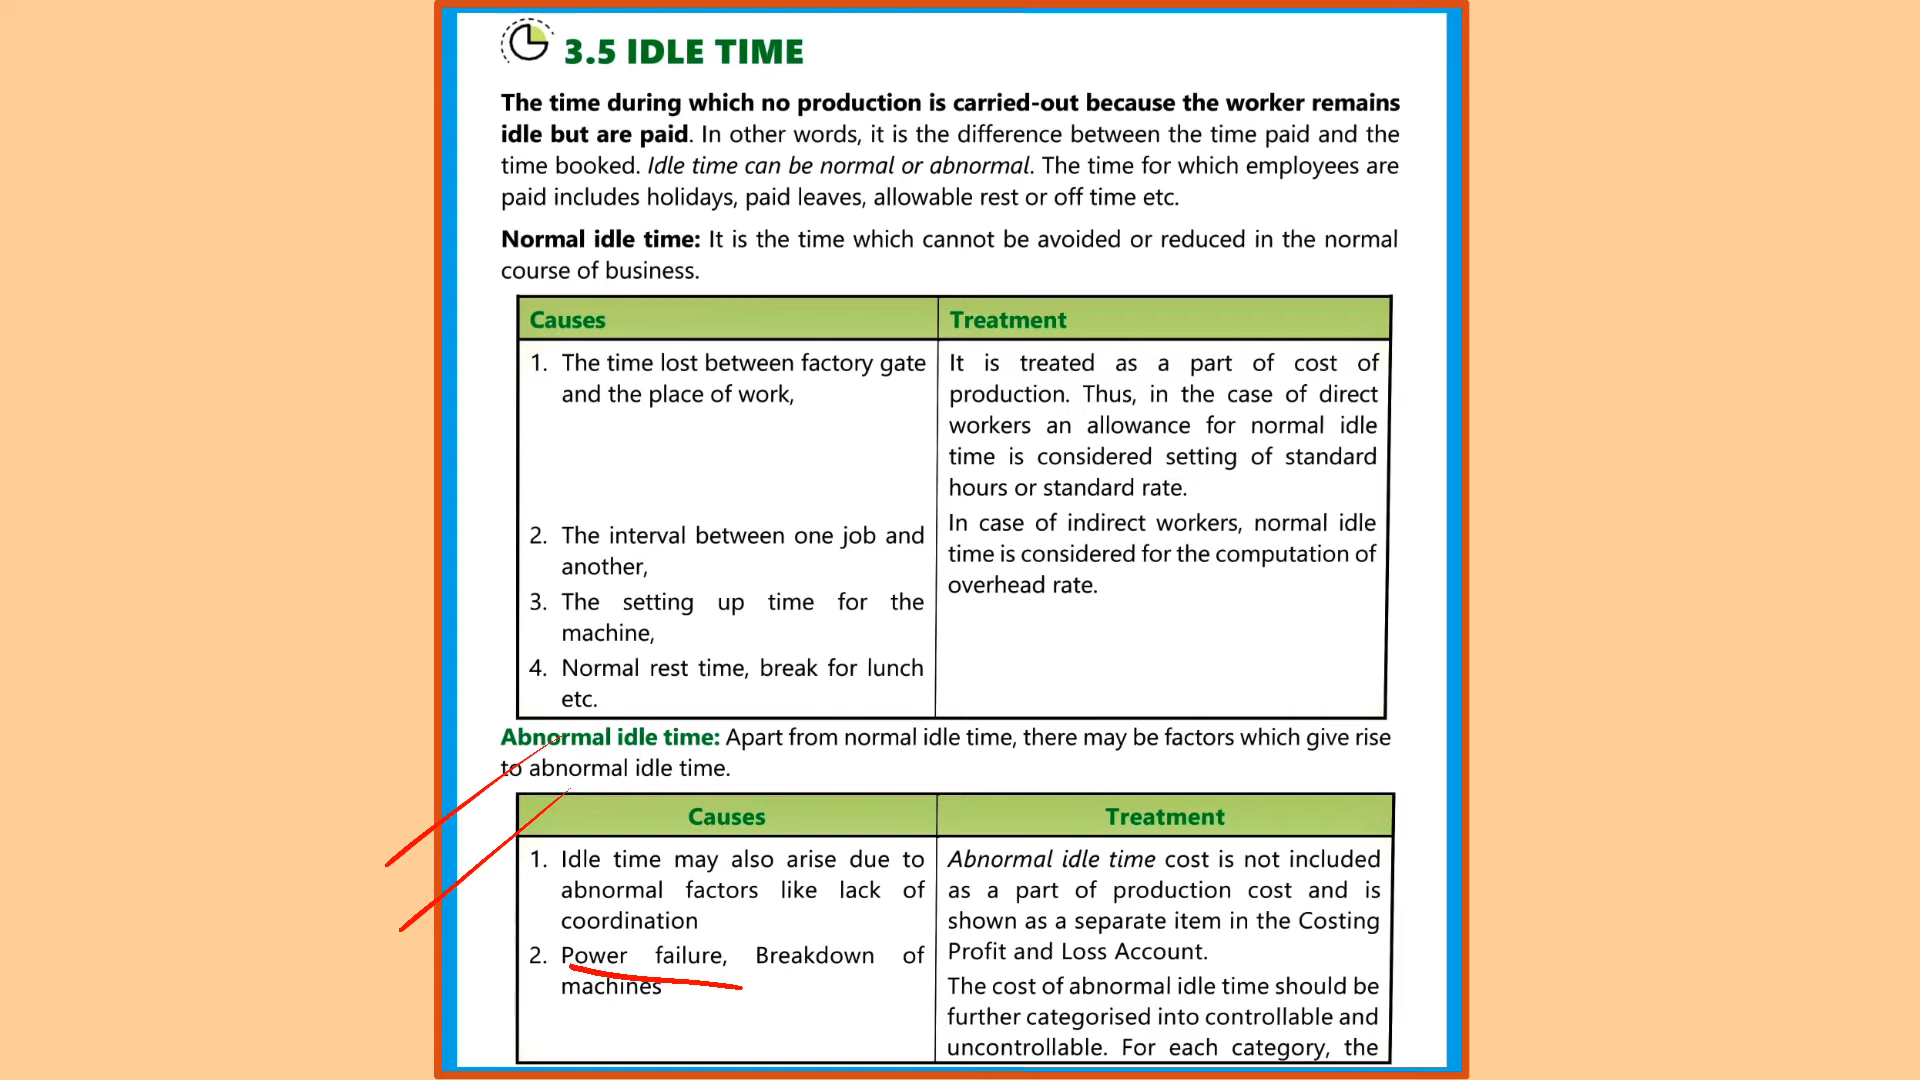 3.5 IDLE TIME
The time during which no production is carried-out because the worker remains
idle but are paid. In other words, it is the difference between the time paid and the
time booked. Idle time can be normal or abnormal. The time for which employees are
paid includes holidays, paid leaves, allowable rest or off time etc.
Normal idle time: It is the time which cannot be avoided or reduced in the normal
course of business.
Causes
1. The time lost between factory gate
and the place of work,
2. The interval between one job and
another,
3. The setting up time for the
machine,
4. Normal rest time, break for lunch
etc.
Treatment
It is treated as a part of cost of
production. Thus, in the case of direct
workers an allowance for normal idle
time is considered setting of standard
hours or standard rate.
In case of indirect workers, normal idle
time is considered for the computation of
overhead rate.
Abnormal idle time: Apart from normal idle time, there may be factors which give rise
to abnormal idle time.
Causes
1. Idle time may also arise due to
abnormal factors like lack of
coordination
2. Power failure, Breakdown of
machines
Treatment
Abnormal idle time cost is not included
as a part of production cost and is
shown as a separate item in the Costing
Profit and Loss Account.
The cost of abnormal idle time should be
further categorised into controllable and
uncontrollable. For each category, the